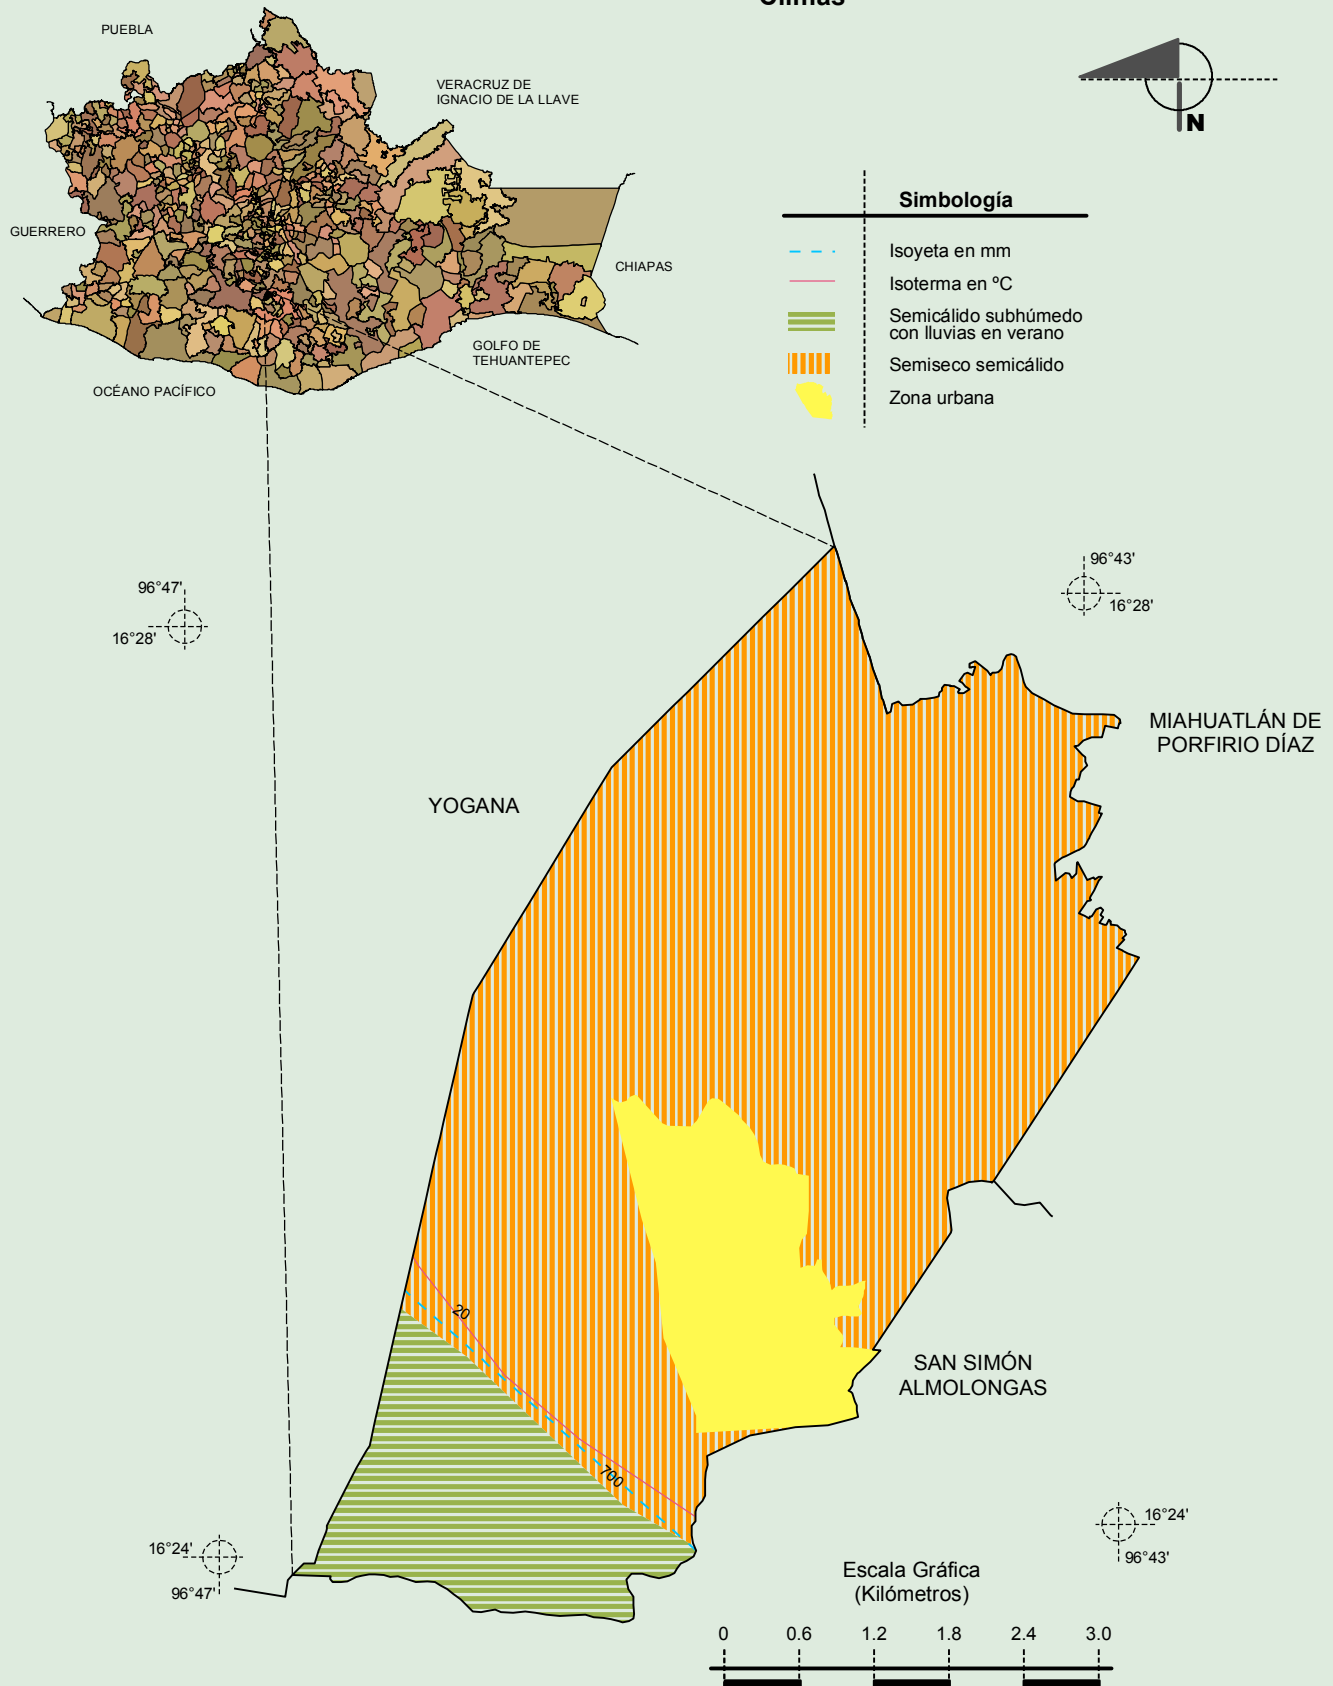 Climas
PUEBLA
VERACRUZ DE
IGNACIO DE LA LLAVE
N
GUERRERO
CHIAPAS
GOLFO DE
TEHUANTEPEC
OCÉANO PACÍFICO
Simbología
Isoyeta en mm
Isoterma en ºC
Semicálido subhúmedo
con lluvias en verano
Semiseco semicálido
Zona urbana
96°47'
16°28'
96°43'
16°28'
MIAHUATLÁN DE
PORFIRIO DÍAZ
YOGANA
20
700
SAN SIMÓN
ALMOLONGAS
16°24'
96°47'
16°24'
96°43'
Escala Gráfica
(Kilómetros)
0 0.6 1.2 1.8 2.4 3.0